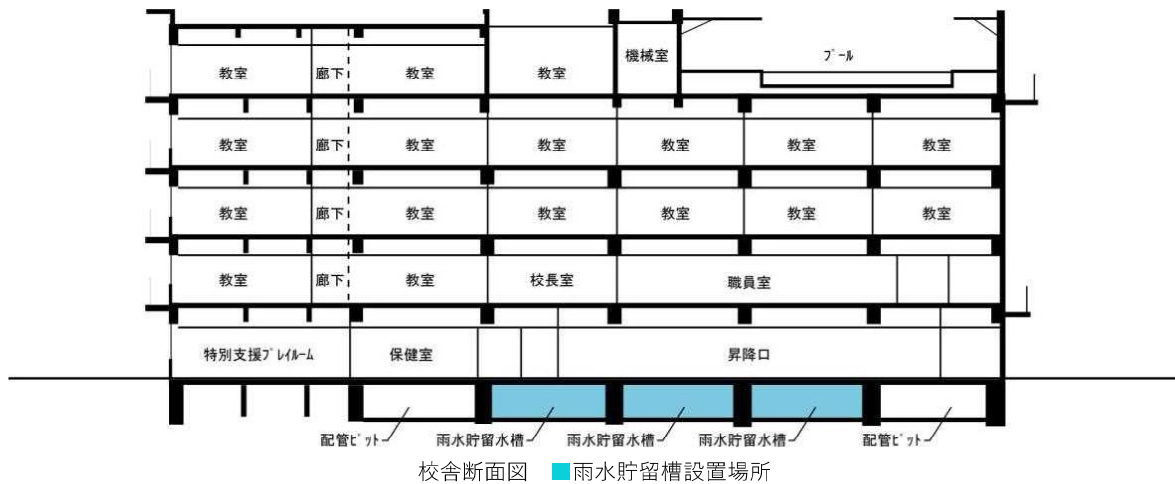 機械室
プール
教室 廊下 教室 教室
教室 廊下 教室 教室 教室 教室 教室
教室 廊下 教室 教室 教室 教室 教室
教室 廊下 教室 校長室 職員室
特別支援プレイルーム 保健室 昇降口
配管ピット 雨水貯留水槽 雨水貯留水槽 雨水貯留水槽 配管ピット
校舎断面図 ■雨水貯留槽設置場所